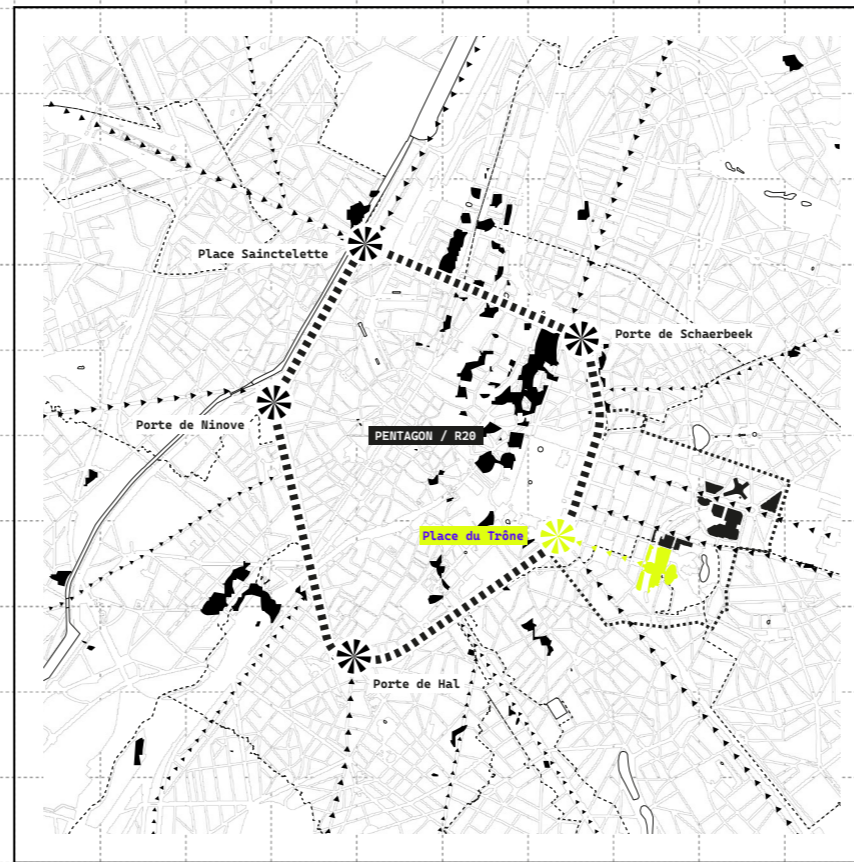 Place Sainctelette
Porte de Schaerbeek
Porte de Ninove
PENTAGON / R20
Place du Trône
Porte de Hal